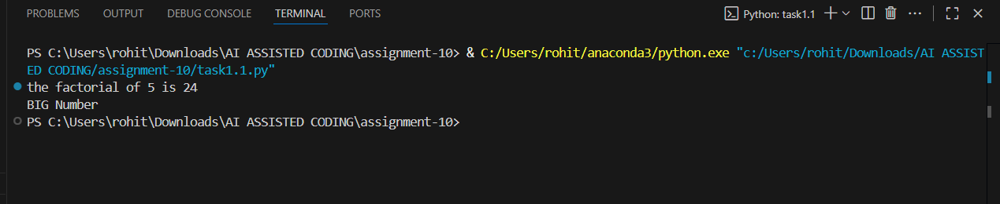 PROBLEMS OUTPUT DEBUG CONSOLE TERMINAL PORTS Python: task1.1
PS C:\Users\rohit\Downloads\AI ASSISTED CODING\assignment-10> & C:/Users/rohit/anaconda3/python.exe "c:/Users/rohit/Downloads/AI ASSIST
ED CODING/assignment-10/task1.1.py"
the factorial of 5 is 24
BIG Number
PS C:\Users\rohit\Downloads\AI ASSISTED CODING\assignment-10>